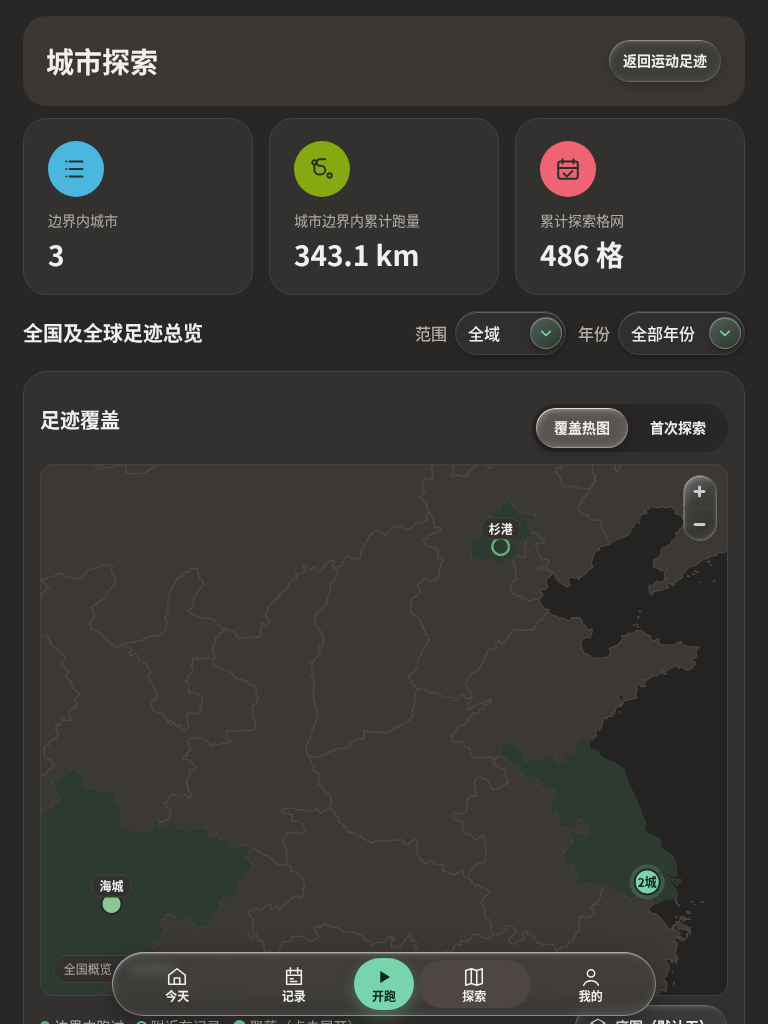 城市探索
返回运动足迹
边界内城市
3
城市边界内累计跑量
343.1 km
累计探索格网
486 格
全国及全球足迹总览
范围
全域
年份
全部年份
足迹覆盖
覆盖热图
首次探索
杉港
海城
2城
全国概览
今天
记录
开跑
探索
我的